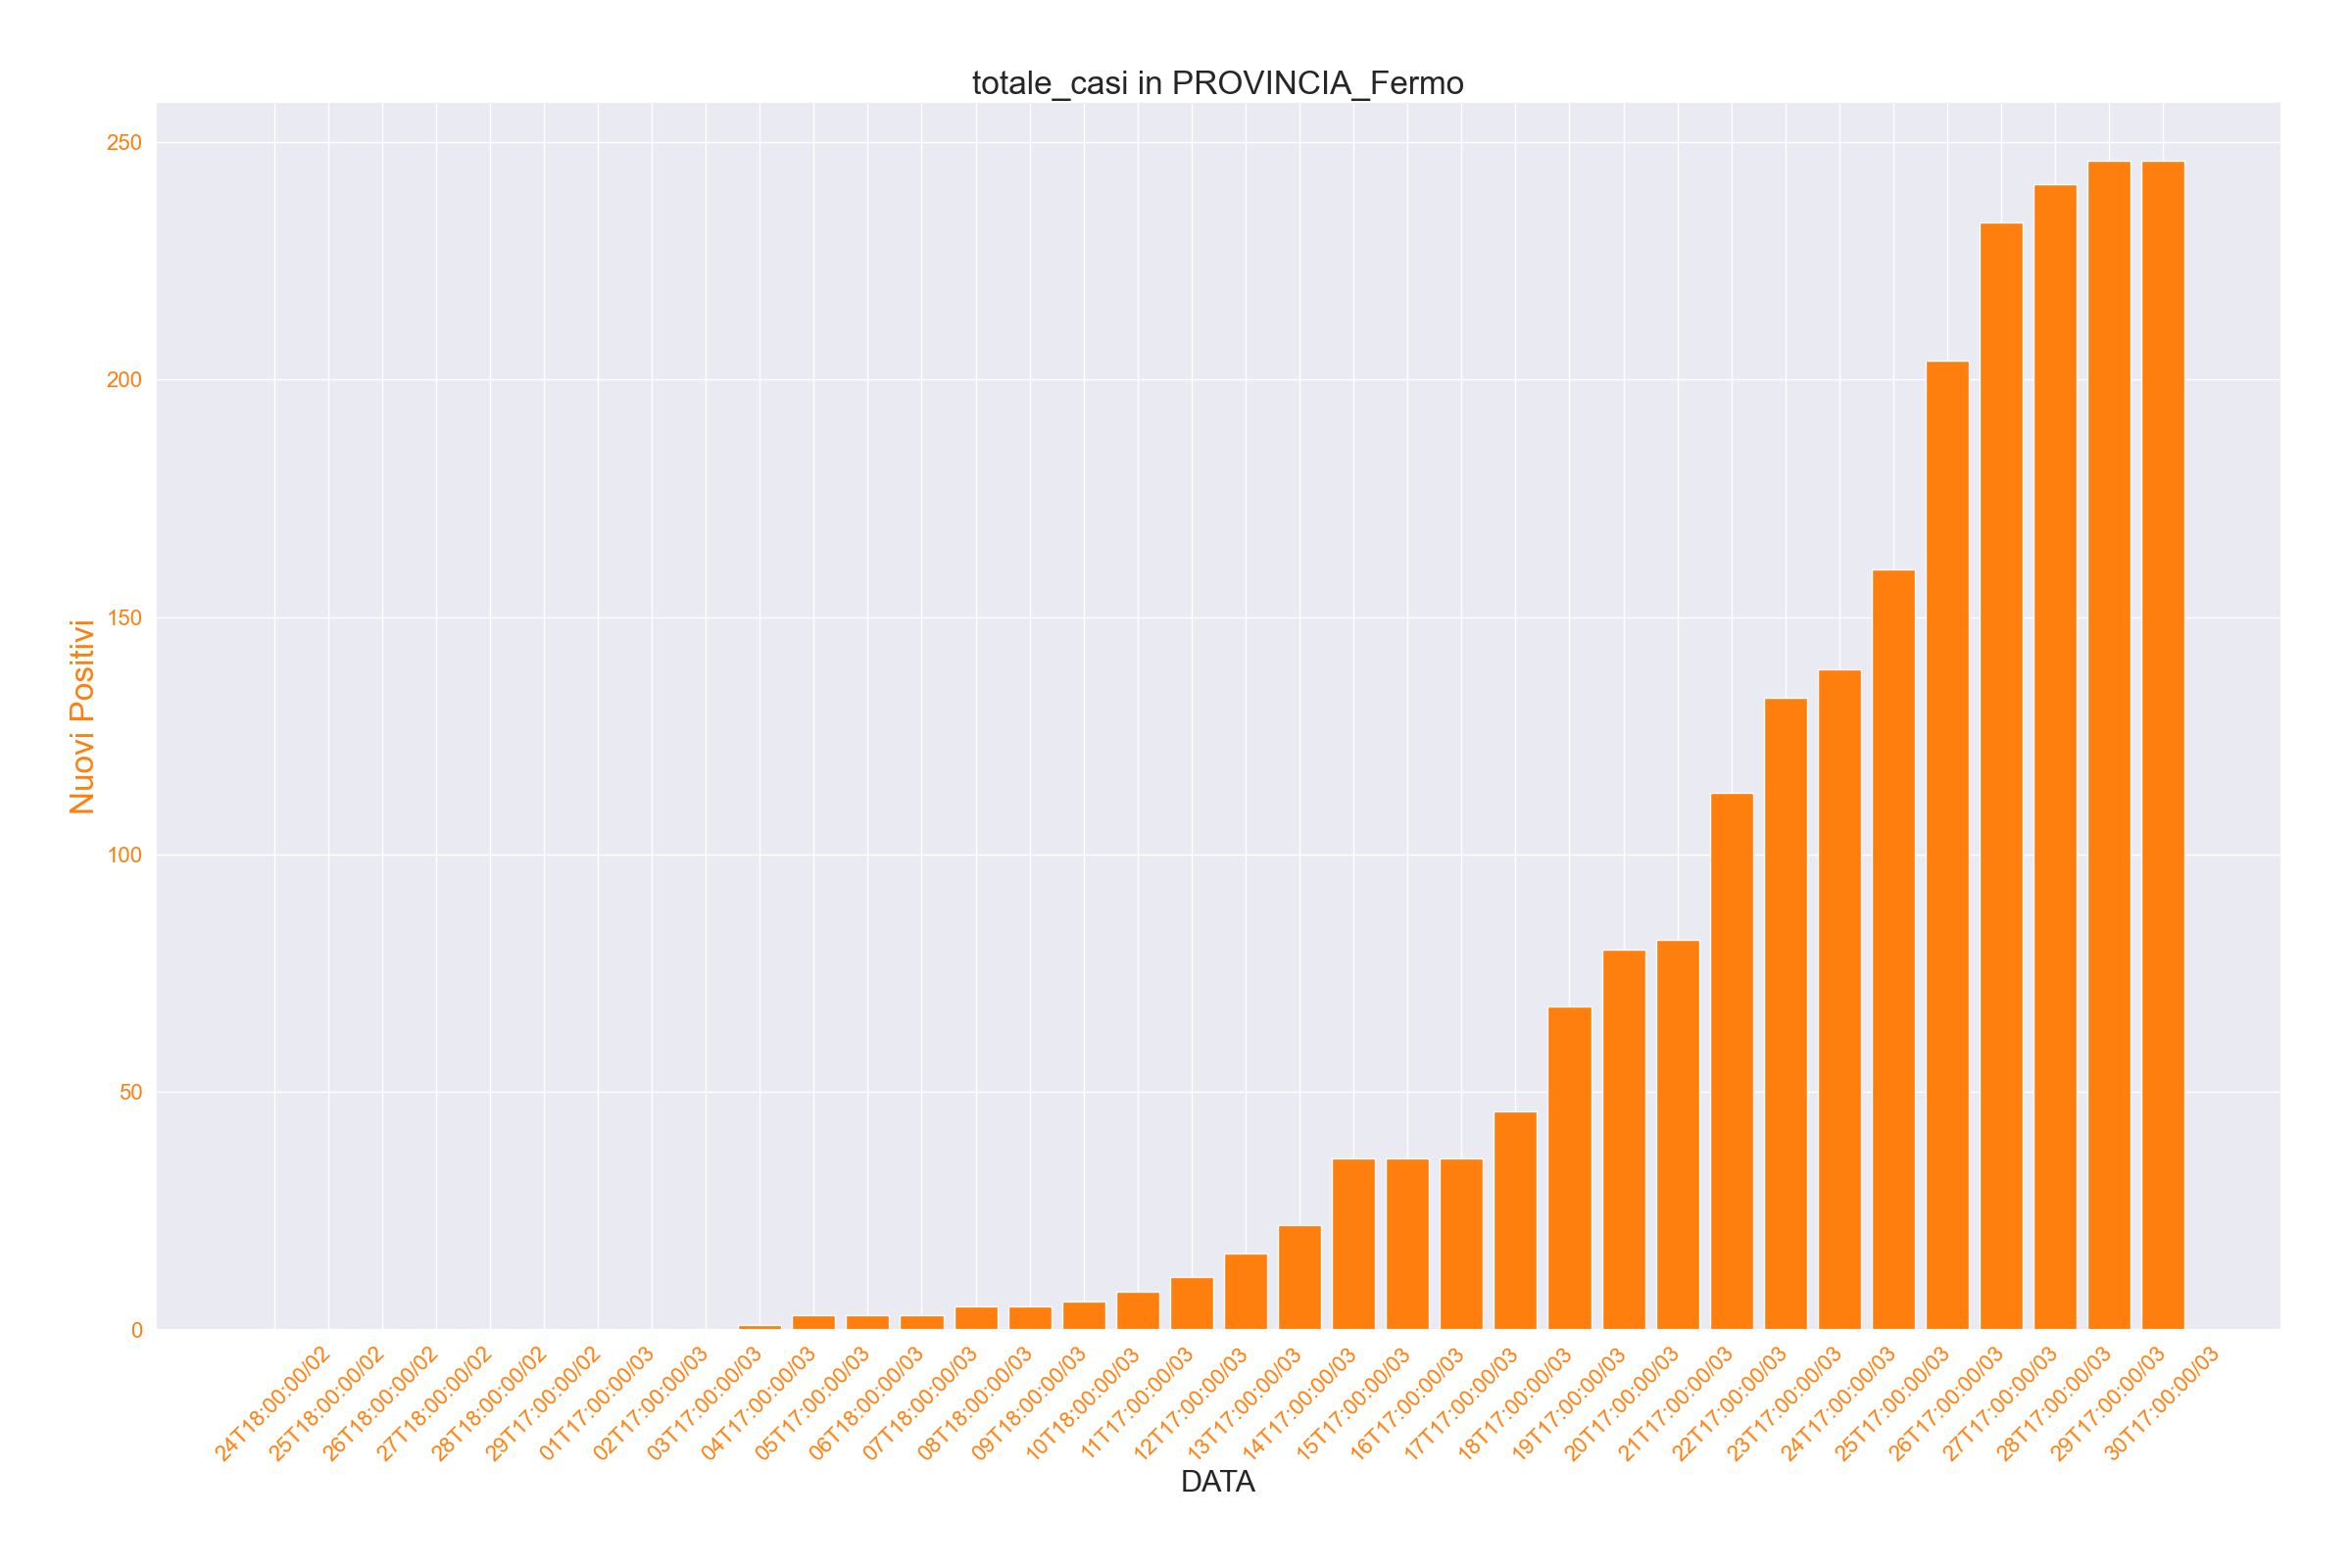 totale_casi in PROVINCIA_Fermo
Nuovi Positivi
250
200
150
100
50
0
24T18:00:00/02
25T18:00:00/02
26T18:00:00/02
27T18:00:00/02
28T18:00:00/02
29T17:00:00/02
01T17:00:00/03
02T17:00:00/03
03T17:00:00/03
04T17:00:00/03
05T17:00:00/03
06T18:00:00/03
07T18:00:00/03
08T18:00:00/03
09T18:00:00/03
10T18:00:00/03
11T17:00:00/03
12T17:00:00/03
13T17:00:00/03
14T17:00:00/03
15T17:00:00/03
16T17:00:00/03
17T17:00:00/03
18T17:00:00/03
19T17:00:00/03
20T17:00:00/03
21T17:00:00/03
22T17:00:00/03
23T17:00:00/03
24T17:00:00/03
25T17:00:00/03
26T17:00:00/03
27T17:00:00/03
28T17:00:00/03
29T17:00:00/03
30T17:00:00/03
DATA